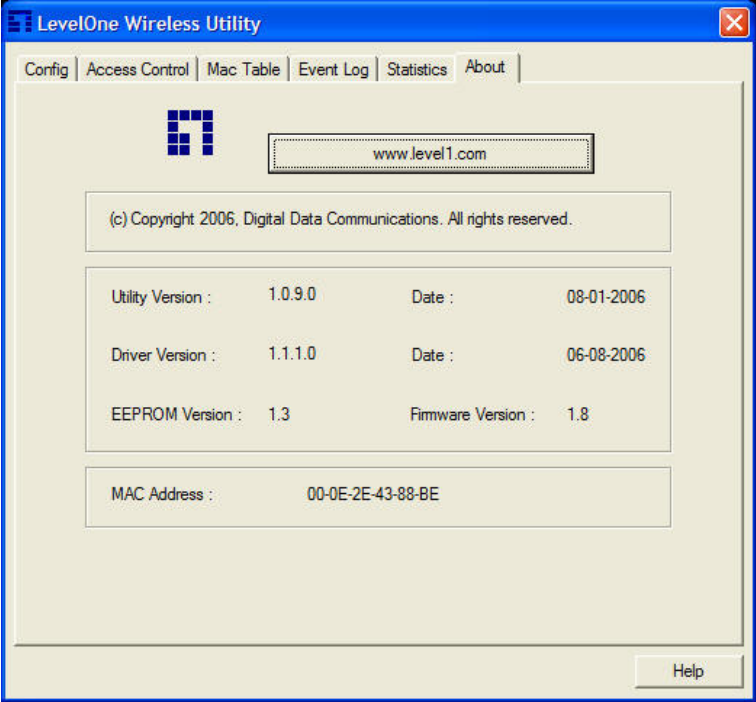 LevelOne Wireless Utility
Config Access Control Mac Table Event Log Statistics About
www.level1.com
(c) Copyright 2006, Digital Data Communications. All rights reserved.
Utility Version : 1.0.9.0 Date : 08-01-2006
Driver Version : 1.1.1.0 Date : 06-08-2006
EEPROM Version : 1.3 Firmware Version : 1.8
MAC Address : 00-0E-2E-43-88-BE
Help